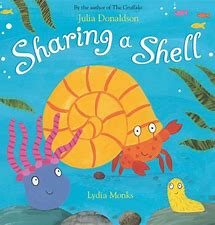 By the author of The Gruffalo
Julia Donaldson
Sharing a Shell
Lydia Monks